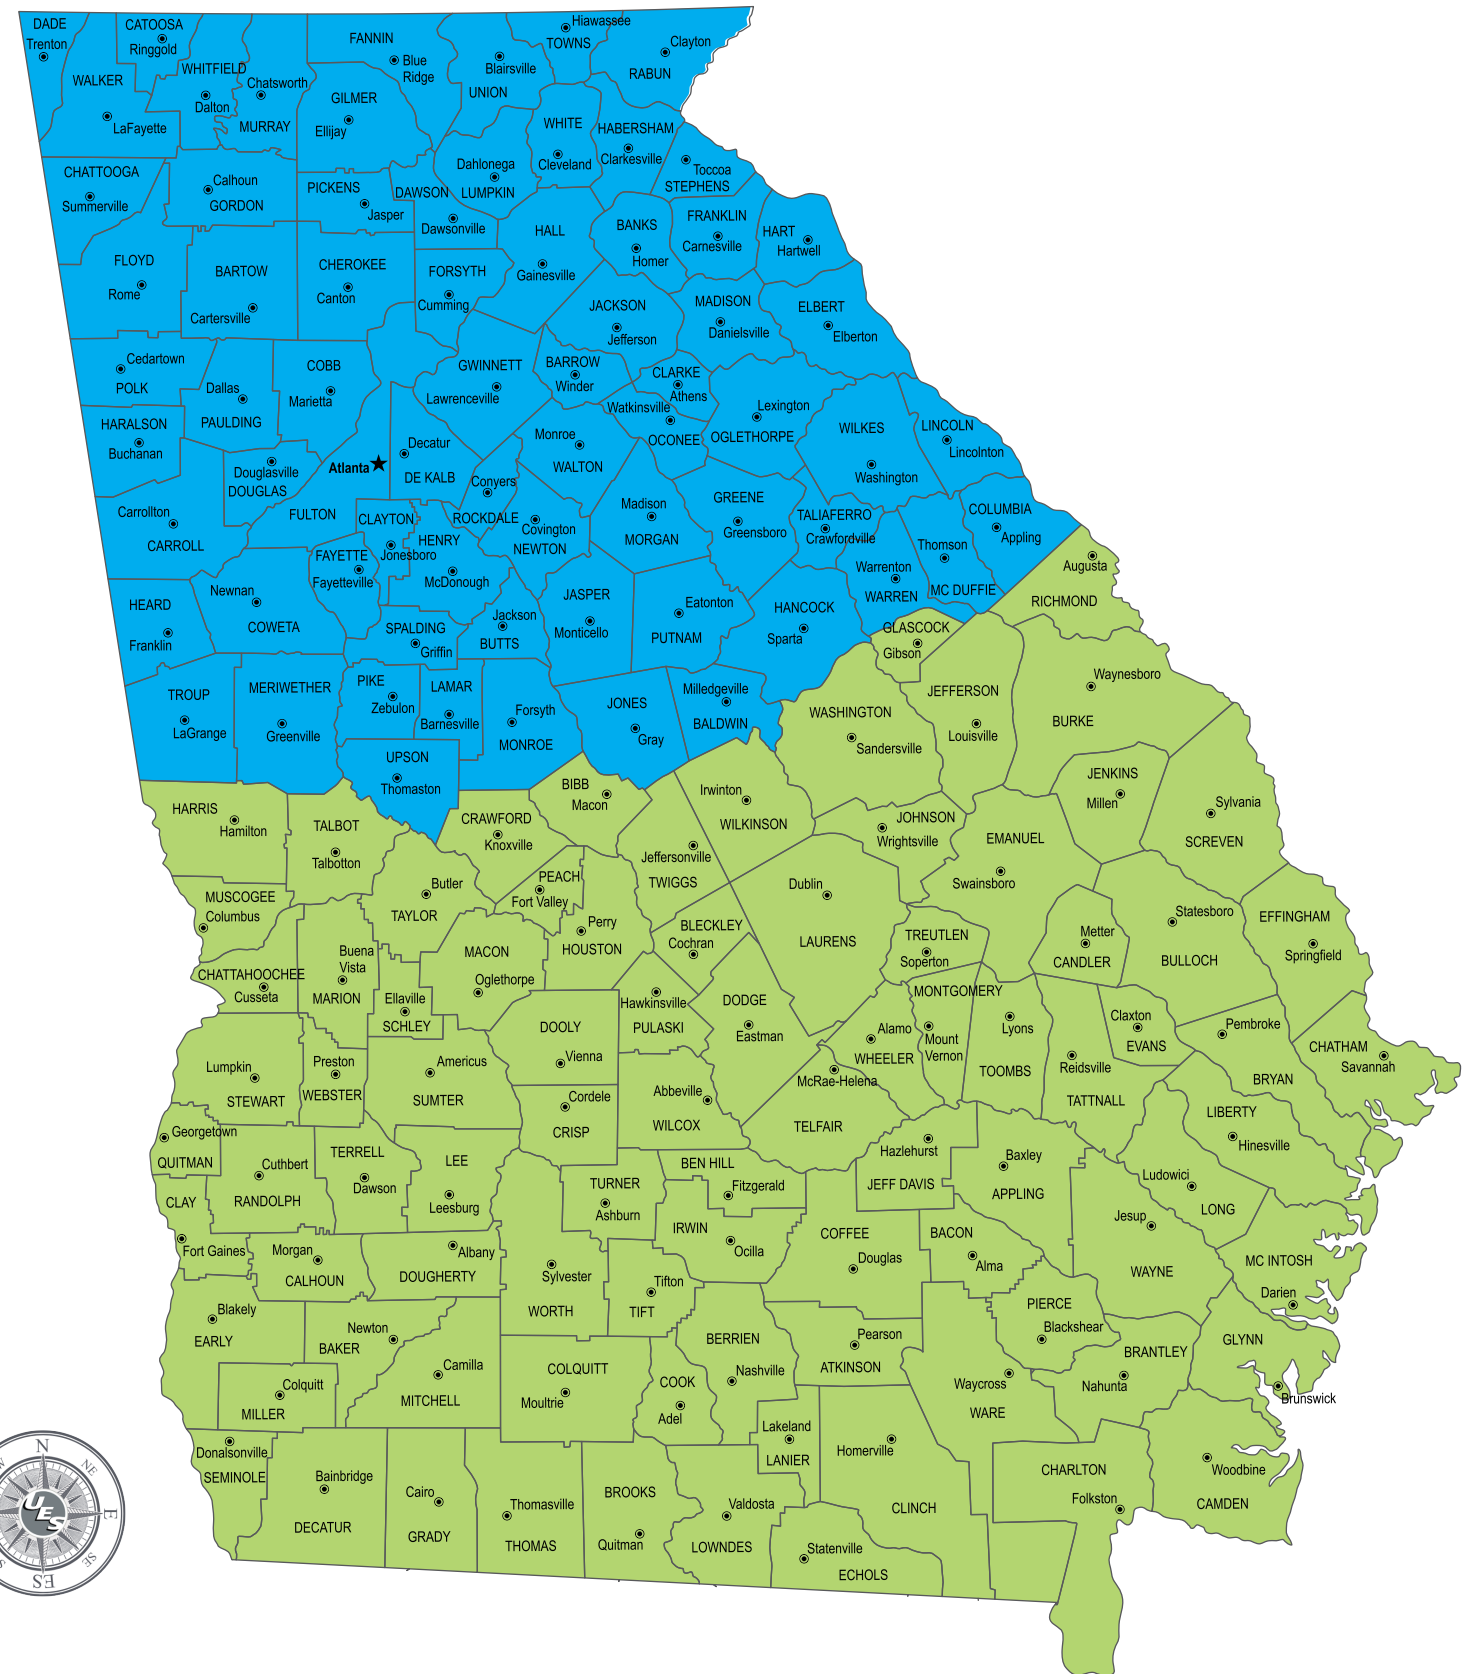 DADE
Trenton
CATOOSA
Ringgold
WALKER
LaFayette
WHITFIELD
Dalton
Chatsworth
MURRAY
FANNIN
Blue
Ridge
GILMER
Ellijay
Blairsville
UNION
Hiawassee
TOWNS
Clayton
RABUN
WHITE
Cleveland
HABERSHAM
Clarkesville
Toccoa
STEPHENS
CHATTOOGA
Summerville
Calhoun
GORDON
PICKENS
Jasper
DAWSON
Dawsonville
Dahlonega
LUMPKIN
HALL
Gainesville
BANKS
Homer
FRANKLIN
Carnesville
HART
Hartwell
FLOYD
Rome
BARTOW
Cartersville
CHEROKEE
Canton
FORSYTH
Cumming
JACKSON
Jefferson
MADISON
Danielsville
ELBERT
Elberton
Cedartown
POLK
Dallas
PAULDING
COBB
Marietta
GWINNETT
Lawrenceville
BARROW
Winder
CLARKE
Athens
Watkinsville
OCONEE
Lexington
OGLETHORPE
WILKES
Washington
LINCOLN
Lincolnton
HARALSON
Buchanan
Douglasville
DOUGLAS
Atlanta
FULTON
Decatur
DE KALB
Conyers
ROCKDALE
Monroe
WALTON
Covington
NEWTON
Madison
MORGAN
GREENE
Greensboro
TALIAFERRO
Crawfordville
COLUMBIA
Appling
Thomson
MC DUFFIE
Warrenton
WARREN
Carrollton
CARROLL
CLAYTON
Jonesboro
HENRY
McDonough
FAYETTE
Fayetteville
Newnan
COWETA
HEARD
Franklin
SPALDING
Griffin
Jackson
BUTTS
JASPER
Monticello
Eatonton
PUTNAM
HANCOCK
Sparta
GLASCOCK
Gibson
Augusta
RICHMOND
TROUP
LaGrange
MERIWETHER
Greenville
PIKE
Zebulon
LAMAR
Barnesville
Forsyth
MONROE
JONES
Gray
Milledgeville
BALDWIN
WASHINGTON
Sandersville
JEFFERSON
Louisville
Waynesboro
BURKE
UPSON
Thomaston
HARRIS
Hamilton
TALBOT
Talbotton
CRAWFORD
Knoxville
BIBB
Macon
Irwinton
WILKINSON
JOHNSON
Wrightsville
EMANUEL
Swainsboro
JENKINS
Millen
Sylvania
SCREVEN
Jeffersonville
TWIGGS
MUSCOGEE
Columbus
Butler
TAYLOR
PEACH
Fort Valley
Perry
HOUSTON
BLECKLEY
Cochran
Dublin
LAURENS
TREUTLEN
Soperton
Metter
CANDLER
Statesboro
BULLOCH
EFFINGHAM
Springfield
CHATTAHOOCHEE
Cusseta
Buena
Vista
MARION
Ellaville
SCHLEY
MACON
Oglethorpe
DOOLY
Vienna
Hawkinsville
PULASKI
DODGE
Eastman
MONTGOMERY
Mount
Vernon
Alamo
WHEELER
Lyons
TOOMBS
Claxton
EVANS
Reidsville
TATTNALL
Pembroke
BRYAN
CHATHAM
Savannah
Lumpkin
STEWART
Preston
WEBSTER
Americus
SUMTER
Cordele
CRISP
Abbeville
WILCOX
McRae-Helena
TELFAIR
Hazlehurst
JEFF DAVIS
Baxley
APPLING
LIBERTY
Hinesville
Ludowici
LONG
Georgetown
QUITMAN
Cuthbert
RANDOLPH
TERRELL
Dawson
LEE
Leesburg
TURNER
Ashburn
BEN HILL
Fitzgerald
IRWIN
Ocilla
COFFEE
Douglas
BACON
Alma
Jesup
WAYNE
MC INTOSH
Darien
CLAY
Fort Gaines
Morgan
CALHOUN
Albany
DOUGHERTY
Sylvester
WORTH
Tifton
TIFT
PIERCE
Blackshear
BRANTLEY
Nahunta
GLYNN
Brunswick
Blakely
EARLY
Newton
BAKER
Camilla
MITCHELL
COLQUITT
Moultrie
BERRIEN
Nashville
COOK
Adel
Pearson
ATKINSON
Waycross
WARE
Colquitt
MILLER
Donalsonville
SEMINOLE
Bainbridge
DECATUR
Cairo
GRADY
Thomasville
THOMAS
BROOKS
Quitman
Valdosta
LOWNDES
Lakeland
LANIER
Homerville
CLINCH
Statenville
ECHOLS
CHARLTON
Folkston
Woodbine
CAMDEN
N
NE
E
SE
ES
UES